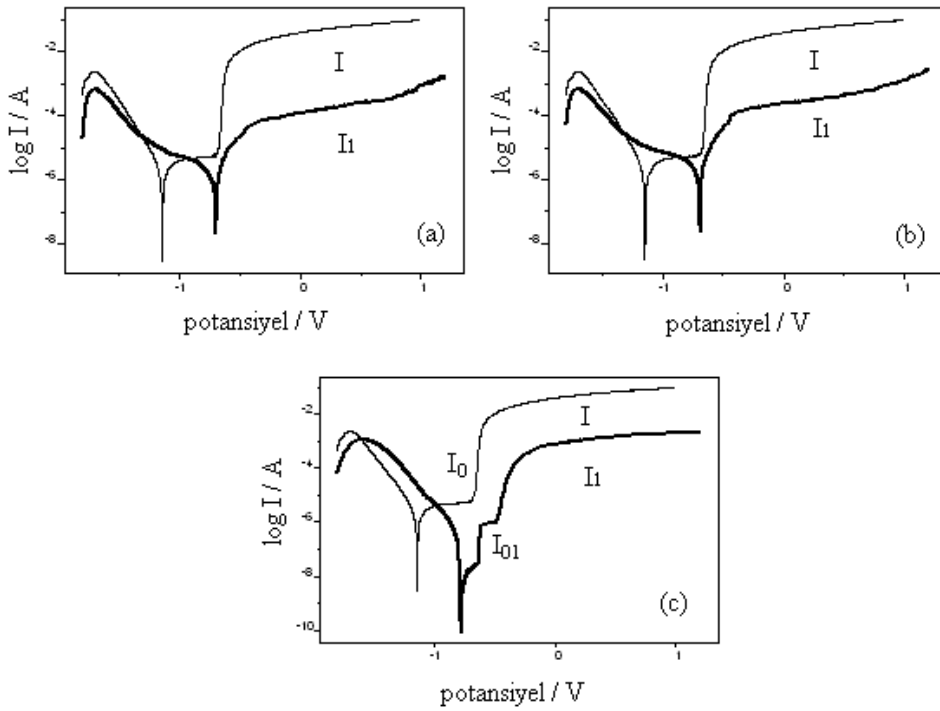 log I / A
-2
-4
-6
-8
I
I1
(a)
-1
0
1
potansiyel / V
log I / A
-2
-4
-6
-8
I
I1
(b)
-1
0
1
potansiyel / V
log I / A
-2
-4
-6
-8
-10
I0
I
I1
I01
(c)
-1
0
1
potansiyel / V